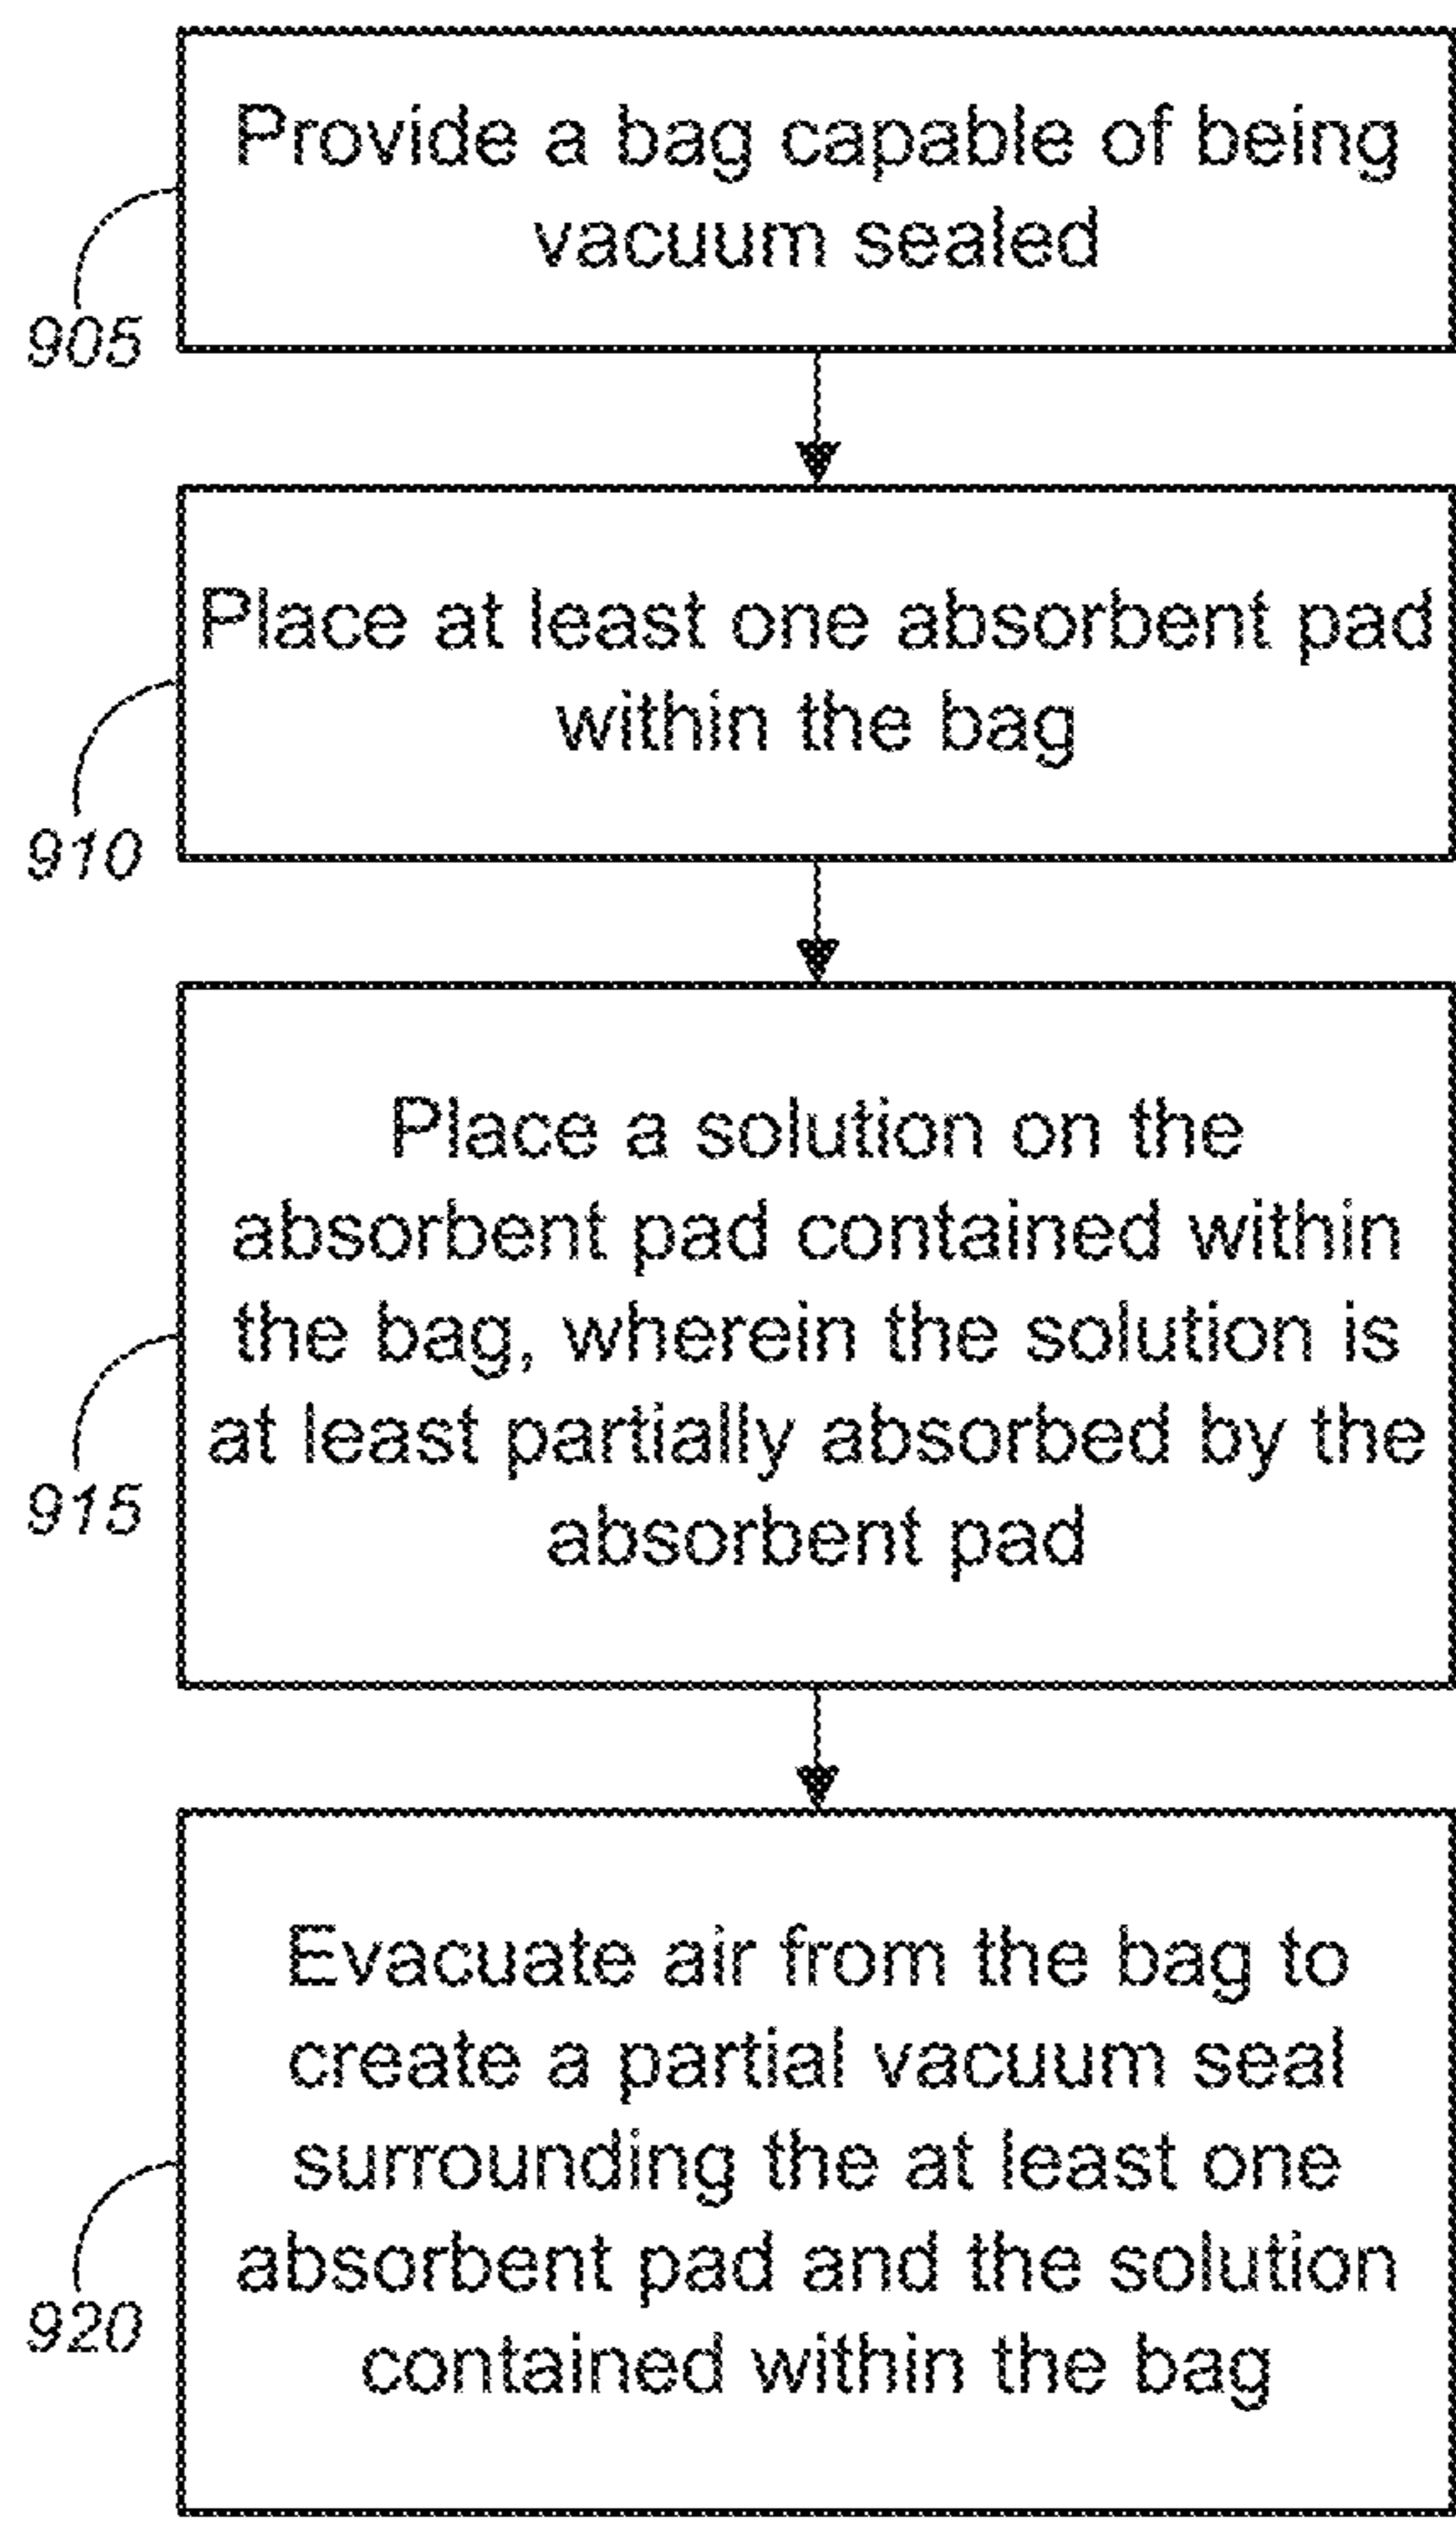 Provide a bag capable of being
vacuum sealed
905
Place at least one absorbent pad
within the bag
910
Place a solution on the
absorbent pad contained within
the bag, wherein the solution is
at least partially absorbed by the
absorbent pad
915
Evacuate air from the bag to
create a partial vacuum seal
surrounding the at least one
absorbent pad and the solution
contained within the bag
920